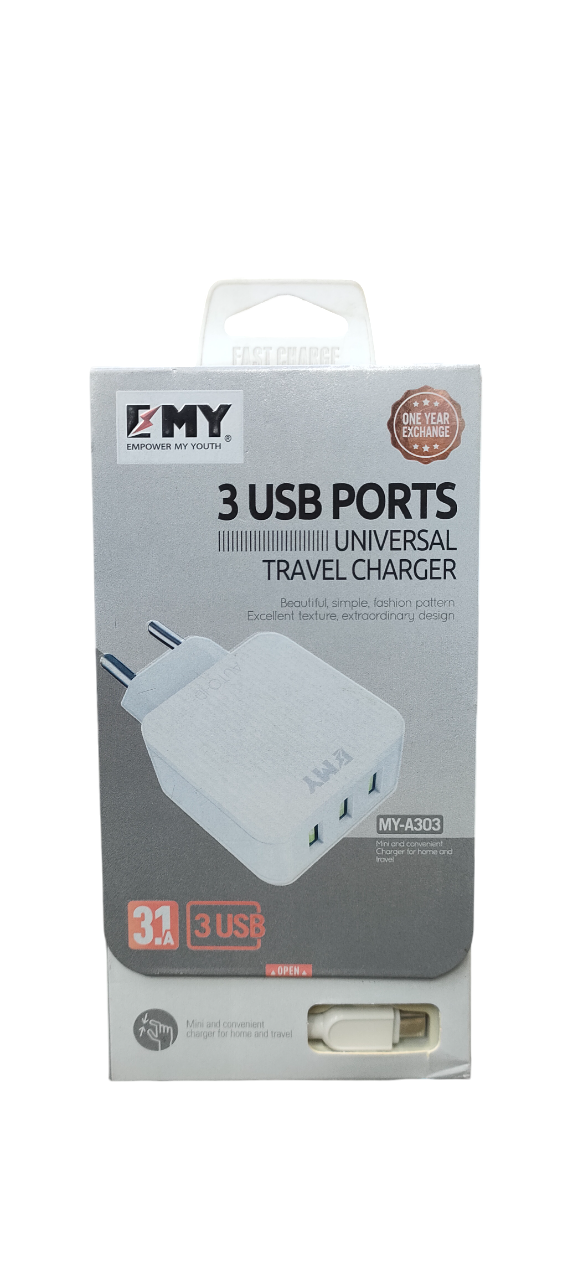 FAST CHARGE
EMY
EMPOWER MY YOUTH ®
ONE YEAR
EXCHANGE
3 USB PORTS
UNIVERSAL
TRAVEL CHARGER
Beautiful, simple, fashion pattern
Excellent texture, extraordinary design
EMY
MY-A303
Mini and convenient
Charger for home and
travel
3.1A
3 USB
OPEN
Mini and convenient
charger for home and travel